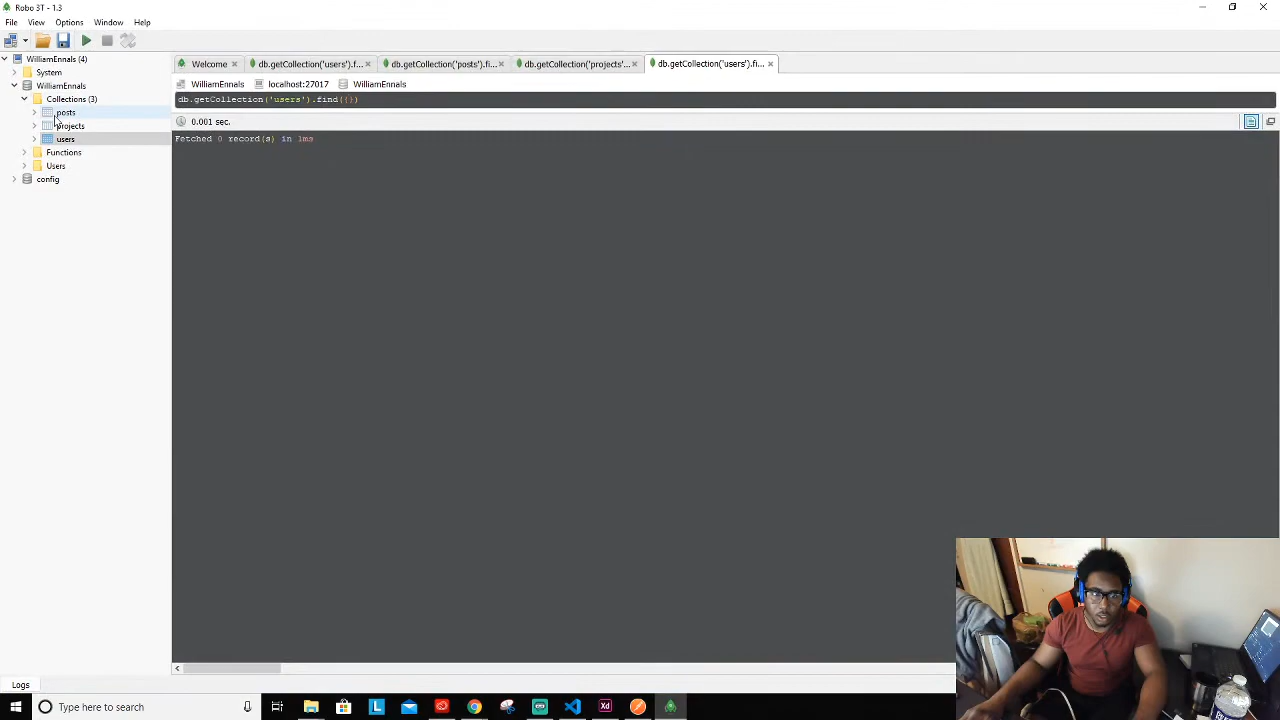 Robo 3T - 1.3
File View Options Window Help
WilliamEnnals (4)
System
WilliamEnnals
Collections (3)
posts
projects
users
Functions
Users
config
Welcome
db.getCollection('users').f...
db.getCollection('posts').fi...
db.getCollection('projects'...
db.getCollection('users').fi...
WilliamEnnals localhost:27017 WilliamEnnals
db.getCollection('users').find({})
0.001 sec.
Fetched 0 record(s) in 1ms
Logs
Type here to search
L
Xd